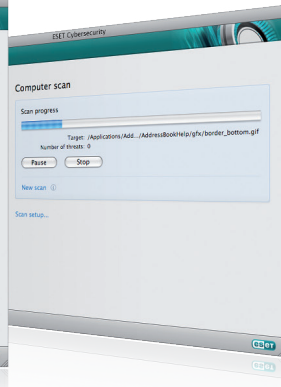 ESET Cybersecurity
Computer scan
Scan progress
Target: /Applications/Add.../AddressBookHelp/gfx/border_bottom.gif
Number of threats: 0
Pause Stop
New scan
Scan setup...
eset